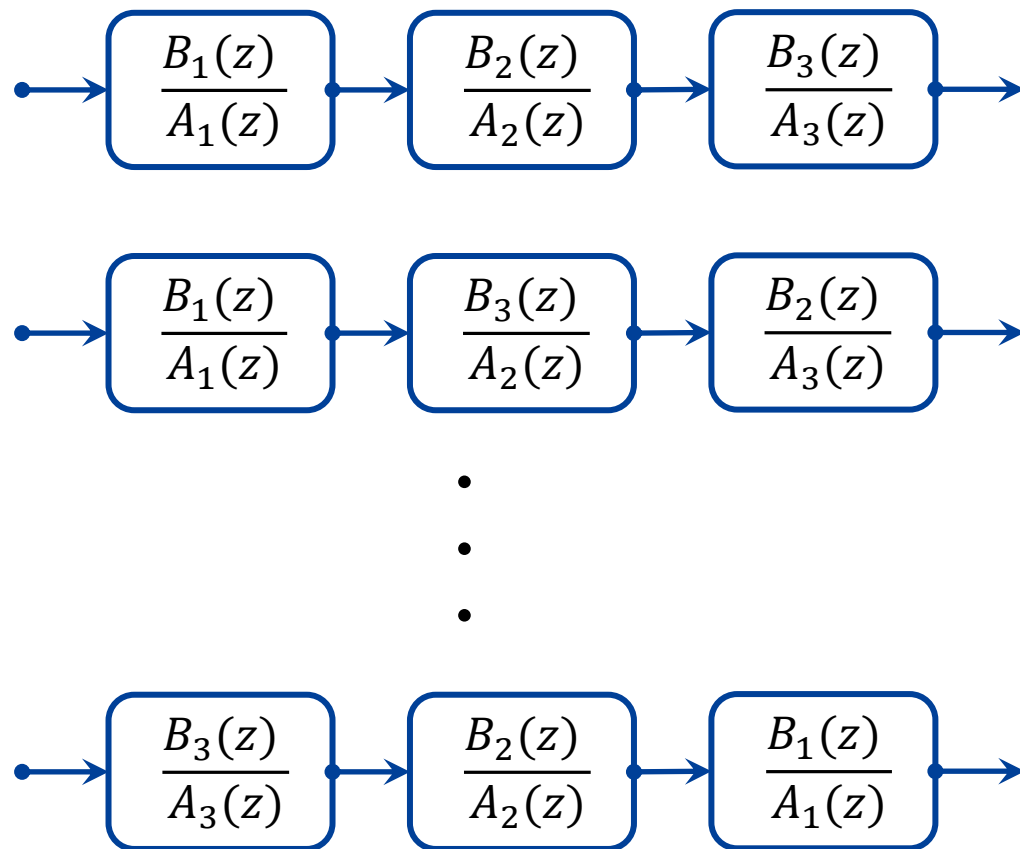 B₁(z) B₂(z) B₃(z)
A₁(z) A₂(z) A₃(z)
B₁(z) B₃(z) B₂(z)
A₁(z) A₂(z) A₃(z)
B₃(z) B₂(z) B₁(z)
A₃(z) A₂(z) A₁(z)